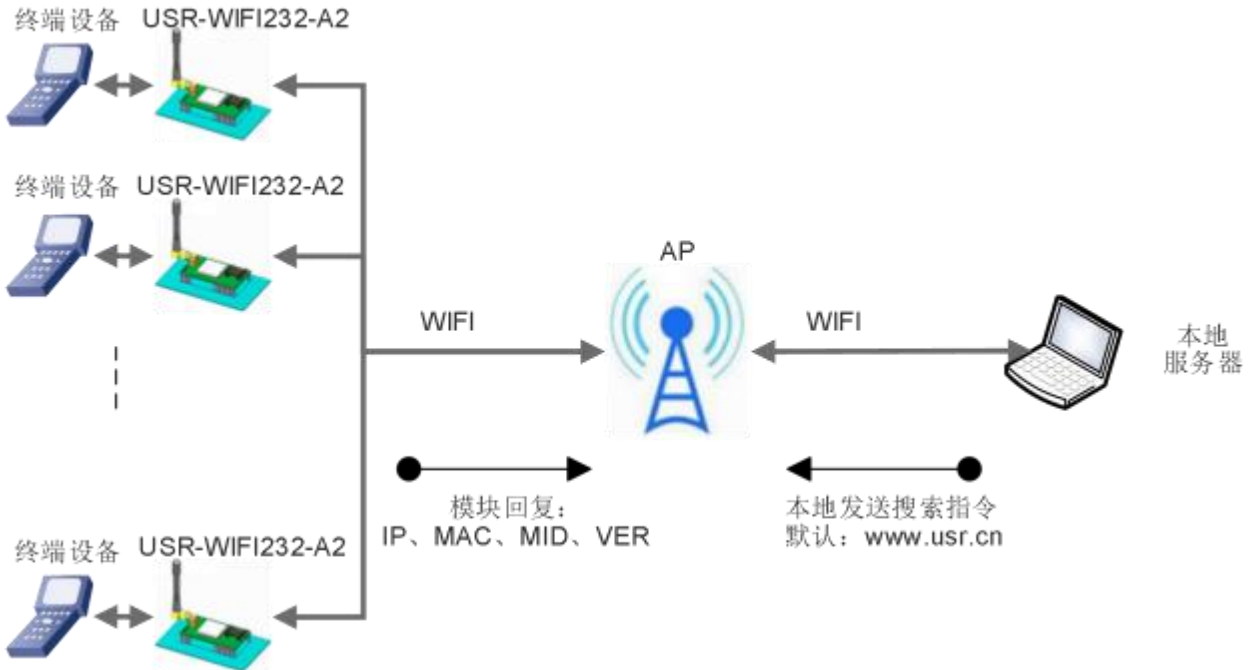 终端设备 USR-WIFI232-A2
终端设备 USR-WIFI232-A2
AP
WIFI
WIFI
本地
服务器
模块回复：
IP、MAC、MID、VER
本地发送搜索指令
默认：www.usr.cn
终端设备 USR-WIFI232-A2